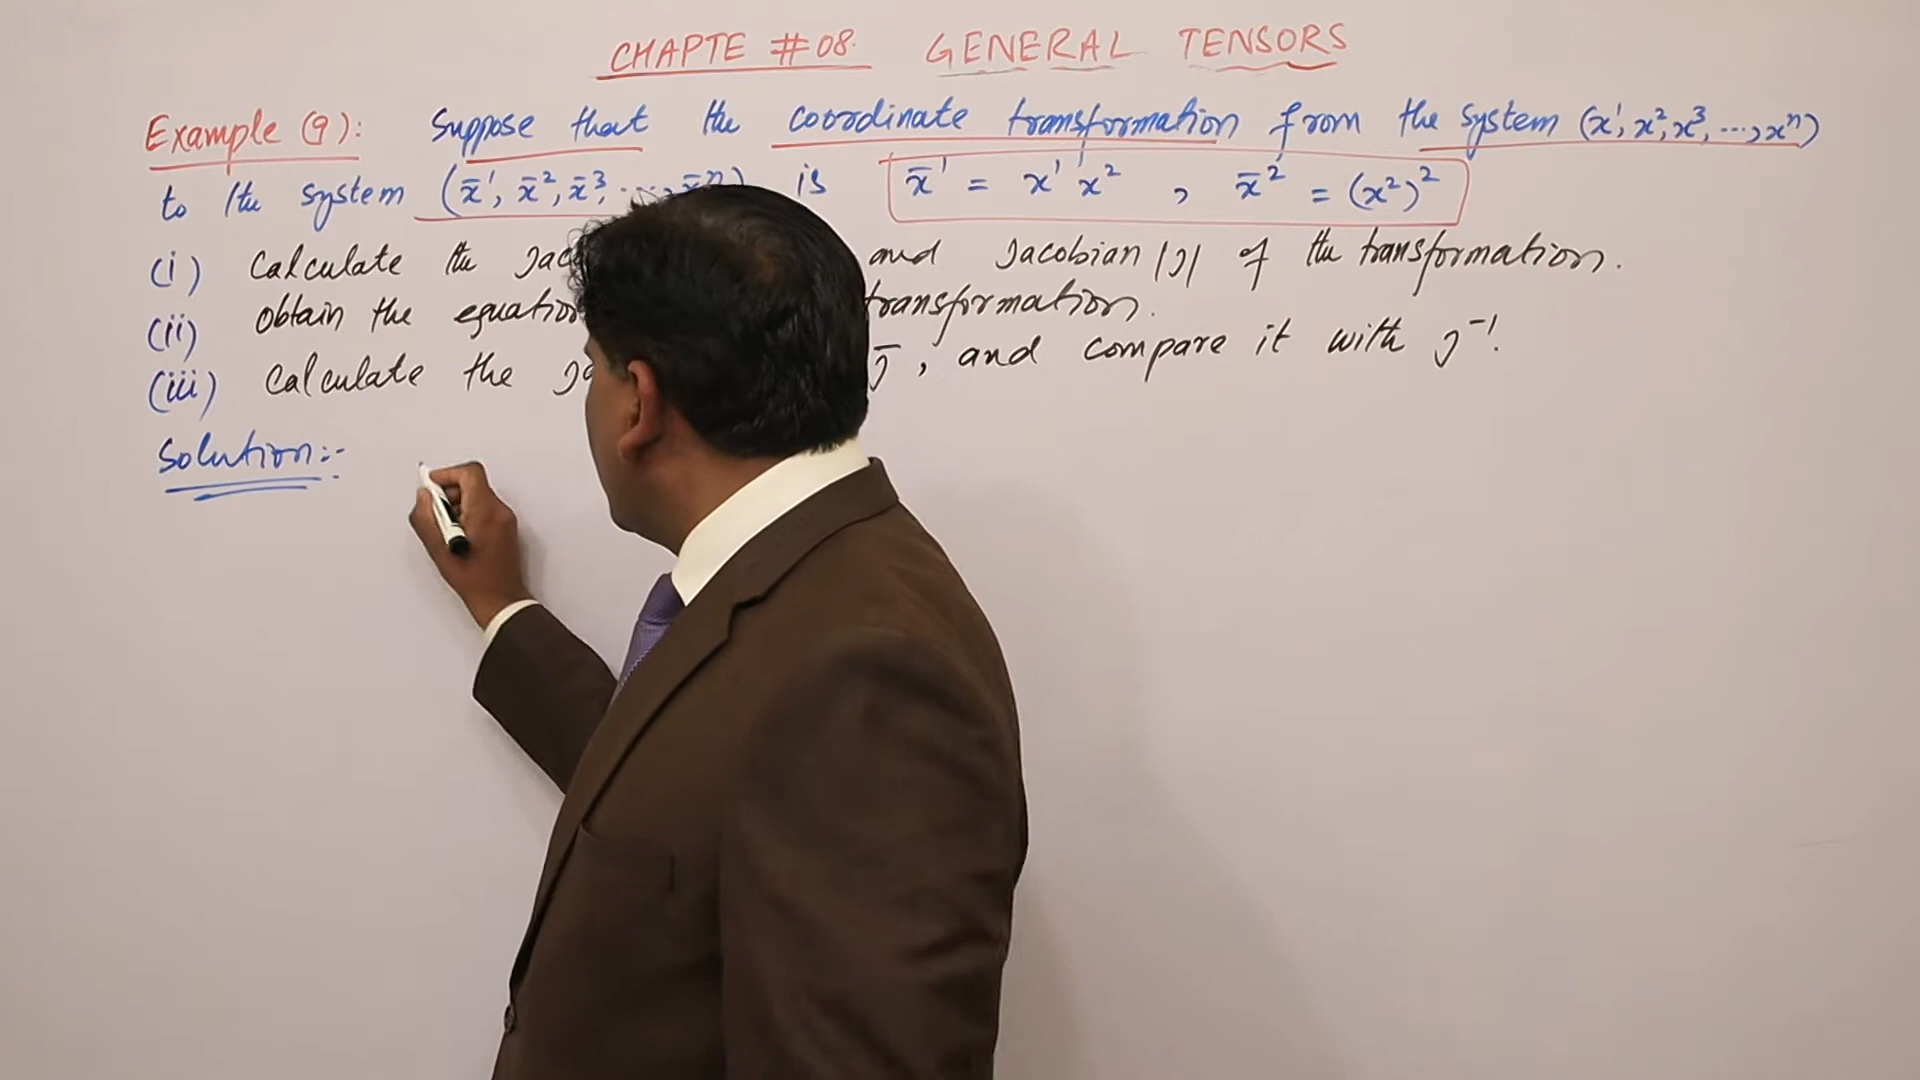 CHAPTE #08. GENERAL TENSORS
Example (9): Suppose that the coordinate transformation from the system (x¹, x², x³, ..., xⁿ)
to the system (x̄¹, x̄², x̄³, ..., x̄ⁿ) is x̄¹ = x¹x² , x̄² = (x²)²
(i) Calculate the and Jacobian |J| of the transformation.
(ii) obtain the equation transformation.
(iii) Calculate the J̄, and compare it with J⁻¹.
Solution:-